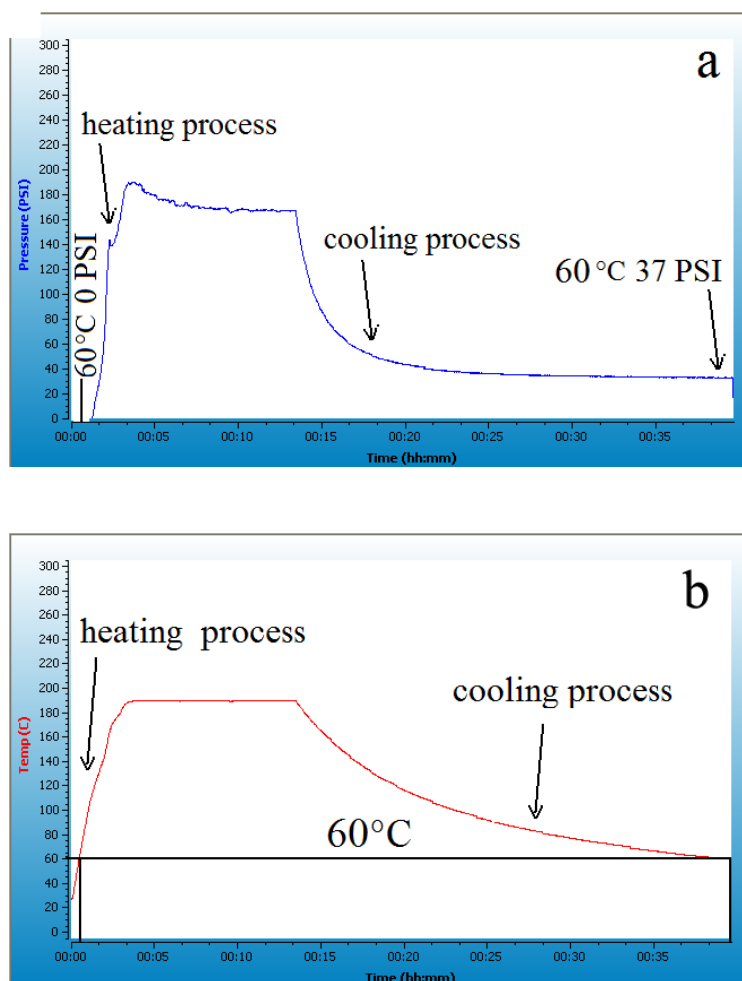 a
300
280
260
240
220
200
180
160
140
120
100
80
60
40
20
0
Pressure (PSI)
heating process
60°C 0 PSI
cooling process
60°C 37 PSI
00:00 00:05 00:10 00:15 00:20 00:25 00:30 00:35
Time (hh:mm)
b
300
280
260
240
220
200
180
160
140
120
100
80
60
40
20
0
Temp (C)
heating process
cooling process
60°C
00:00 00:05 00:10 00:15 00:20 00:25 00:30 00:35
Time (hh:mm)